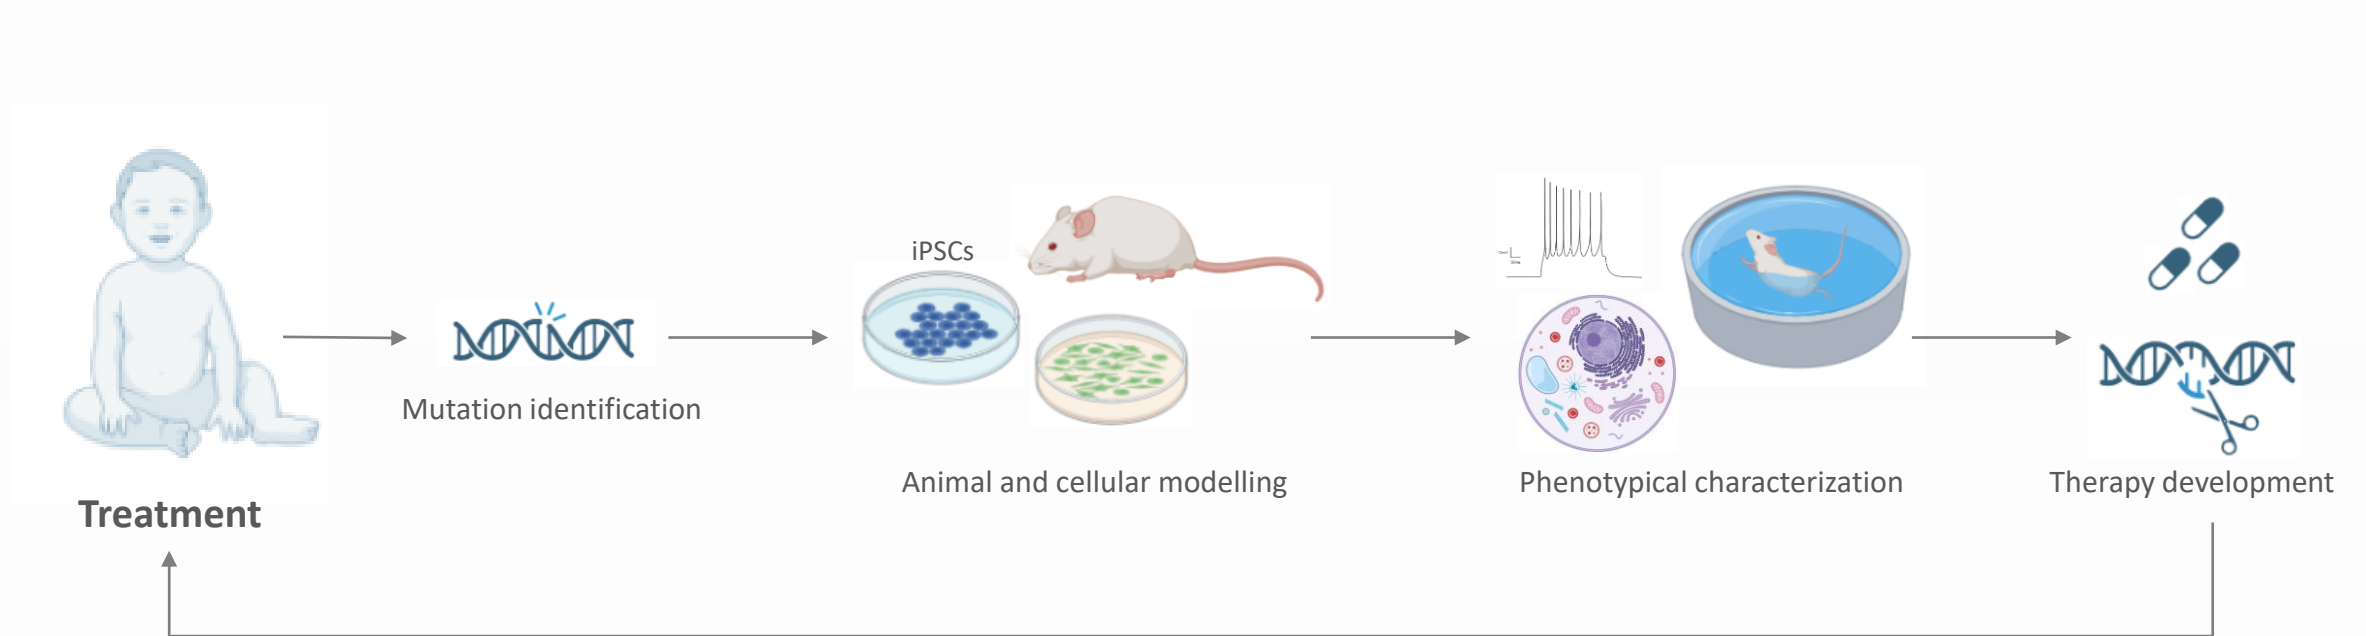 iPSCs
Mutation identification
Animal and cellular modelling
Phenotypical characterization
Therapy development
Treatment